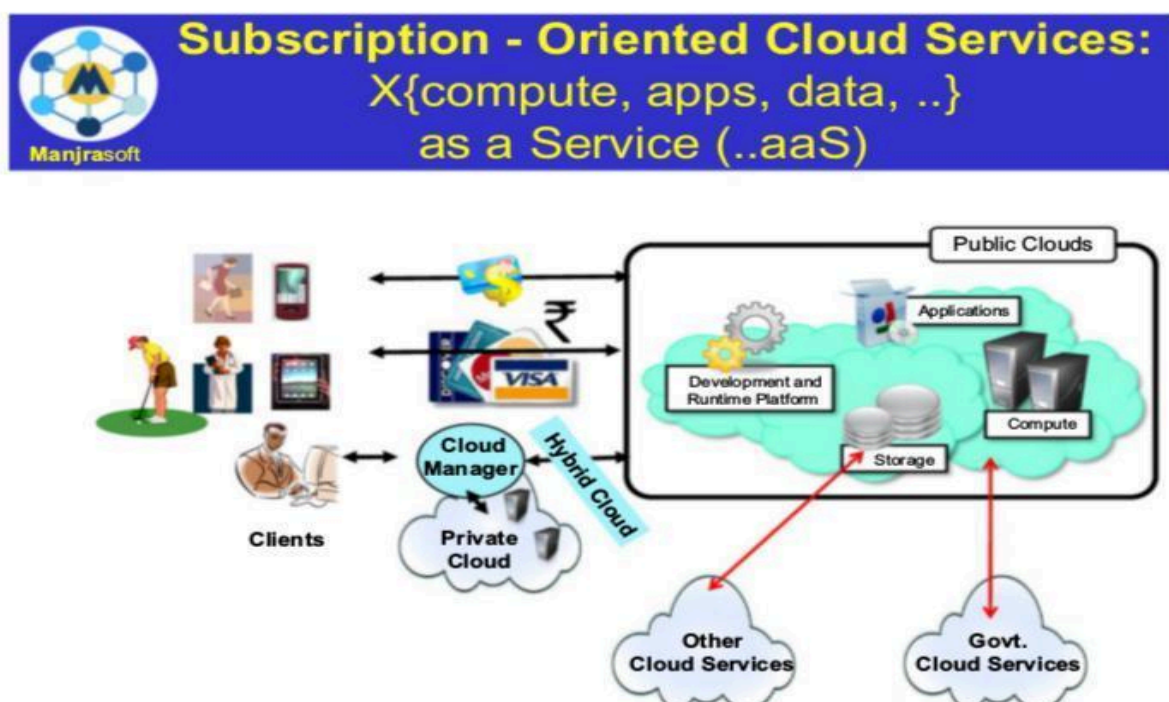 Subscription - Oriented Cloud Services:
X{compute, apps, data, ..}
as a Service (..aaS)
Manjrasoft
Public Clouds
Applications
Development and
Runtime Platform
Compute
Storage
₹
VISA
Cloud
Manager
Hybrid Cloud
Clients
Private
Cloud
Other
Cloud Services
Govt.
Cloud Services